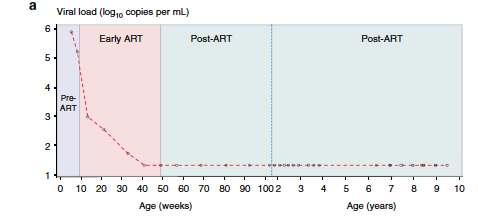 a
Viral load (log10 copies per mL)
6
5
4
3
2
1
Pre-
ART
Early ART
Post-ART
Post-ART
0 10 20 30 40 50 60 70 80 90 100 2 3 4 5 6 7 8 9 10
Age (weeks)
Age (years)